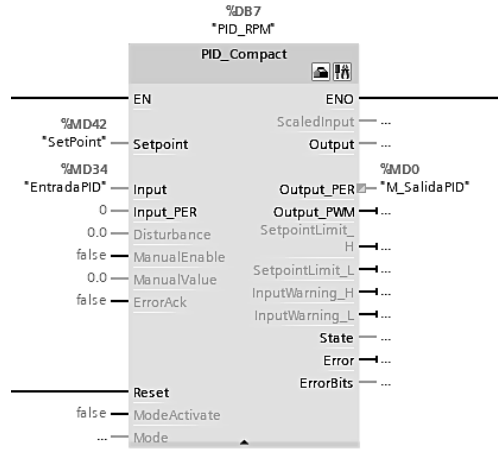 %DB7
"PID_RPM"
PID_Compact
EN ENO
ScaledInput ...
%MD42
"SetPoint" Setpoint Output ...
%MD34 %MD0
"EntradaPID" Input Output_PER "M_SalidaPID"
0 Input_PER Output_PWM ...
0.0 Disturbance SetpointLimit_
H ...
false ManualEnable
0.0 ManualValue SetpointLimit_L ...
false ErrorAck InputWarning_H ...
InputWarning_L ...
State ...
Error ...
ErrorBits ...
Reset
false ModeActivate
... Mode